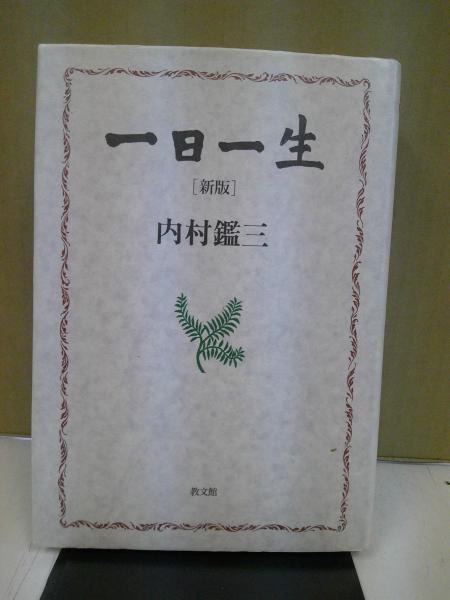 一日一生
［新版］
内村鑑三
教文館